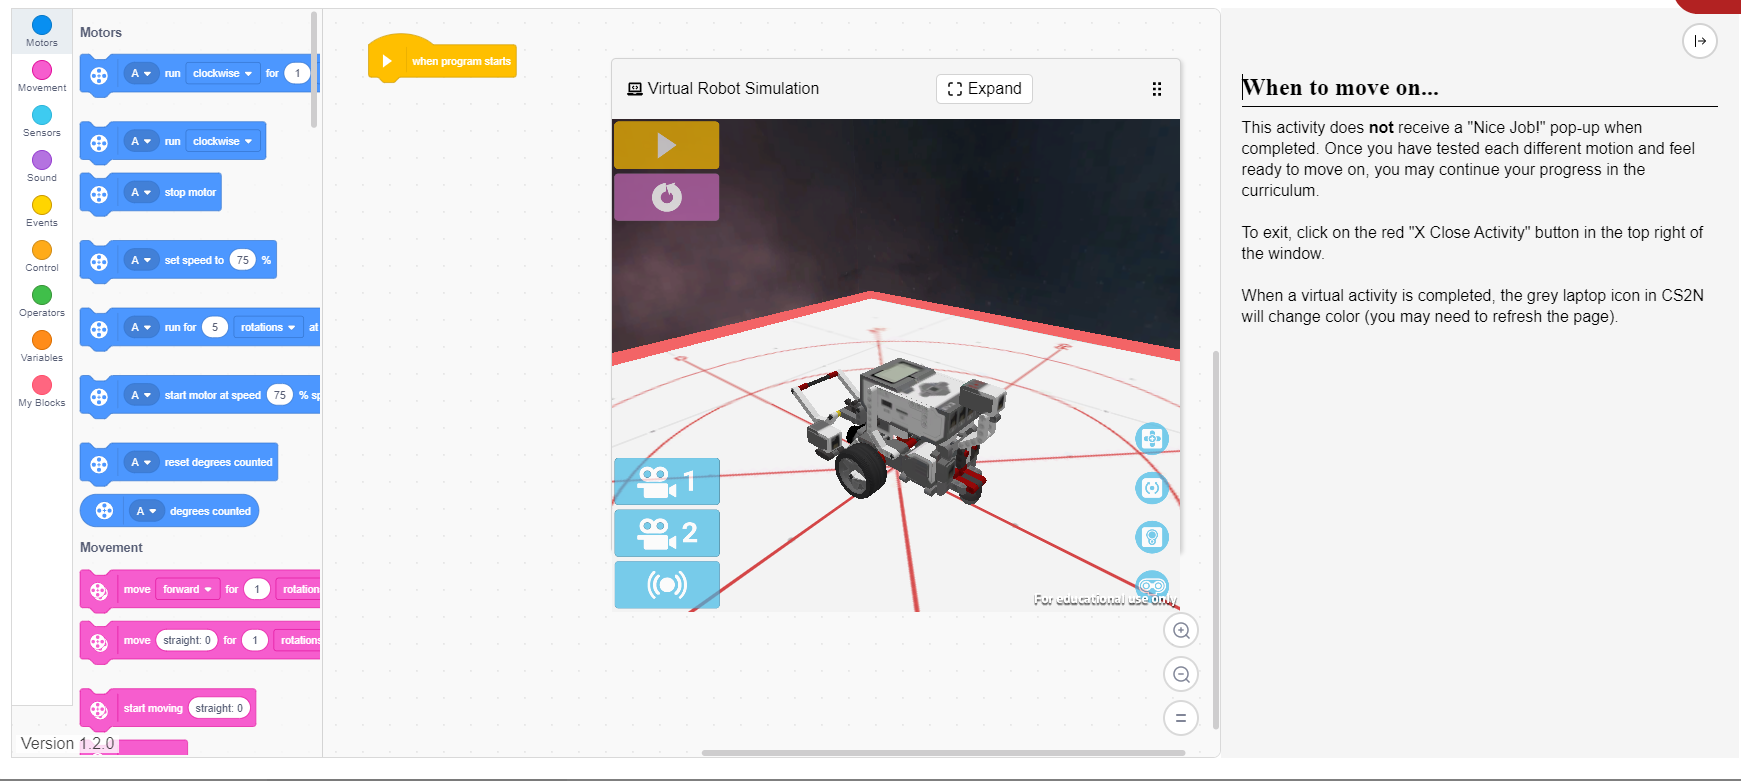 Motors
Movement
Sensors
Sound
Events
Control
Operators
Variables
My Blocks
Version 1.2.0
Motors
A run clockwise for 1
A run clockwise
A stop motor
A set speed to 75 %
A run for 5 rotations at
A start motor at speed 75 % sp
A reset degrees counted
A degrees counted
Movement
move forward for 1 rotation
move straight: 0 for 1 rotations
start moving straight: 0
when program starts
Virtual Robot Simulation
Expand
1
2
For educational use only
When to move on...
This activity does not receive a "Nice Job!" pop-up when
completed. Once you have tested each different motion and feel
ready to move on, you may continue your progress in the
curriculum.
To exit, click on the red "X Close Activity" button in the top right of
the window.
When a virtual activity is completed, the grey laptop icon in CS2N
will change color (you may need to refresh the page).